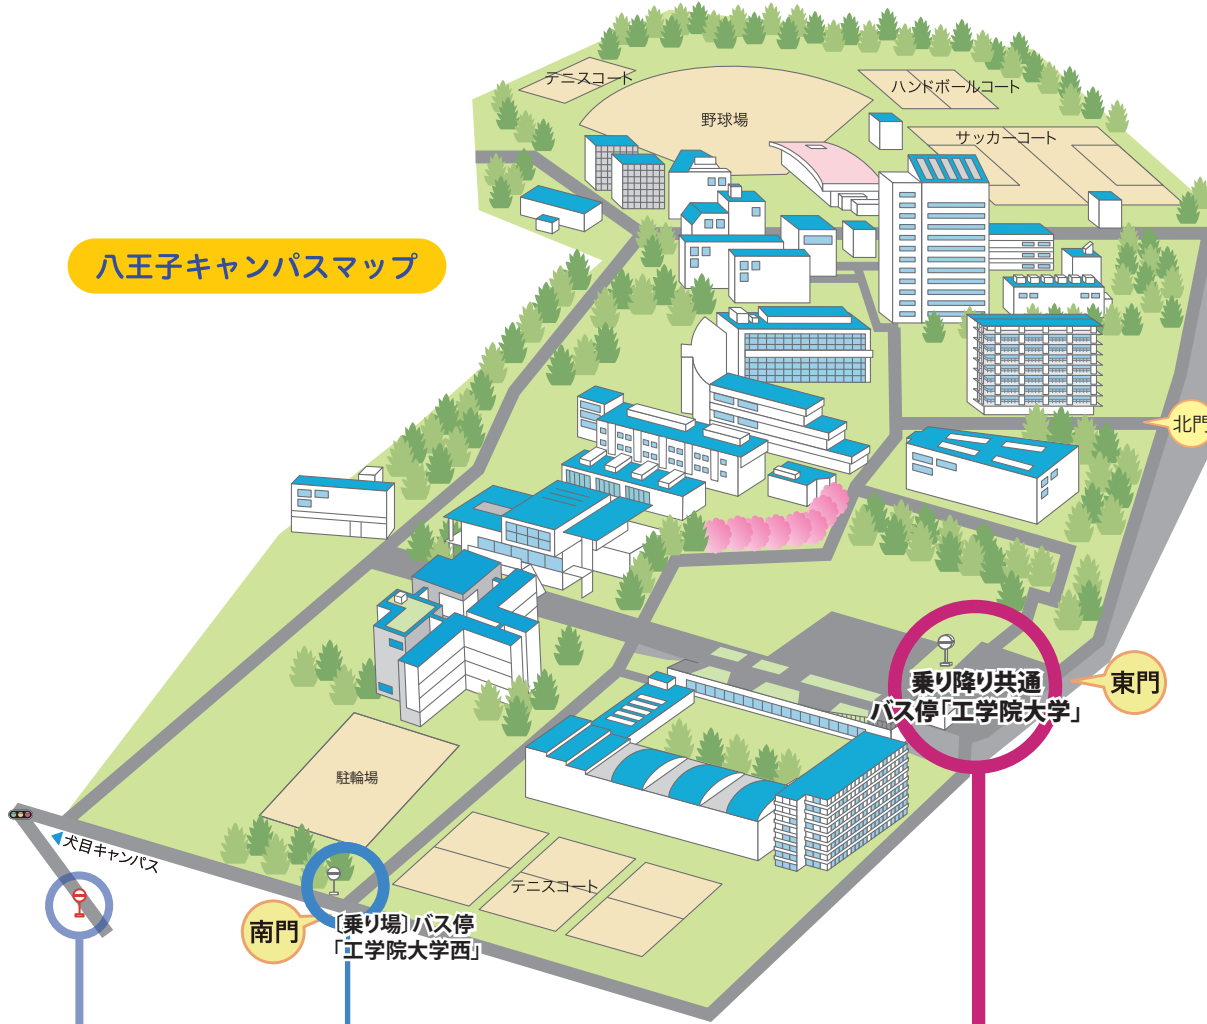 テニスコート
ハンドボールコート
野球場
サッカーコート
八王子キャンパスマップ
北門
乗り降り共通
バス停「工学院大学」
東門
駐輪場
犬目キャンパス
テニスコート
南門
〔乗り場〕バス停
「工学院大学西」